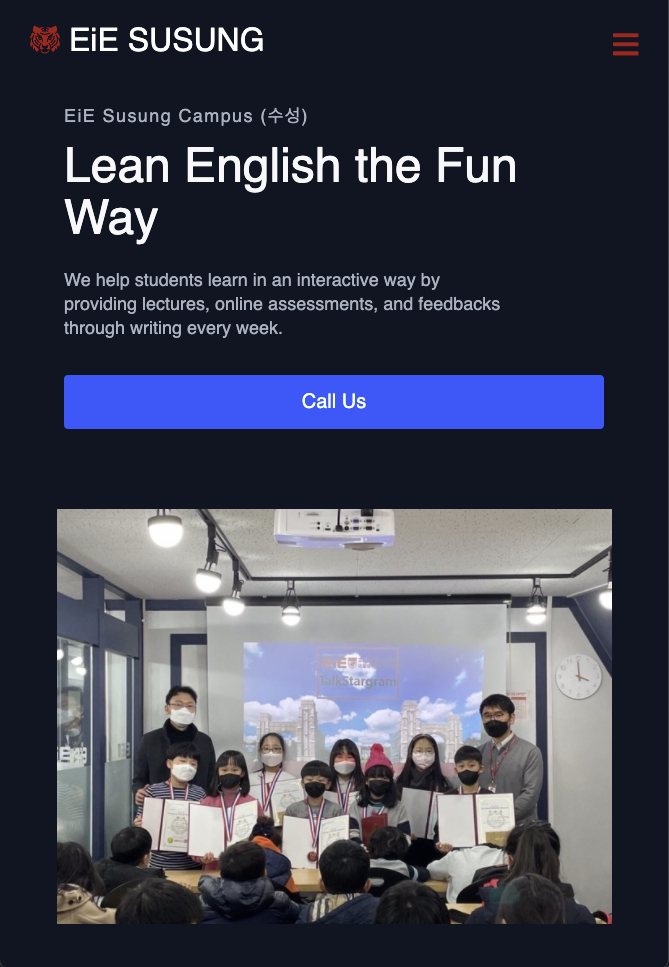 EiE SUSUNG
EiE Susung Campus (수성)
Lean English the Fun
Way
We help students learn in an interactive way by
providing lectures, online assessments, and feedbacks
through writing every week.
Call Us
TalkStargram